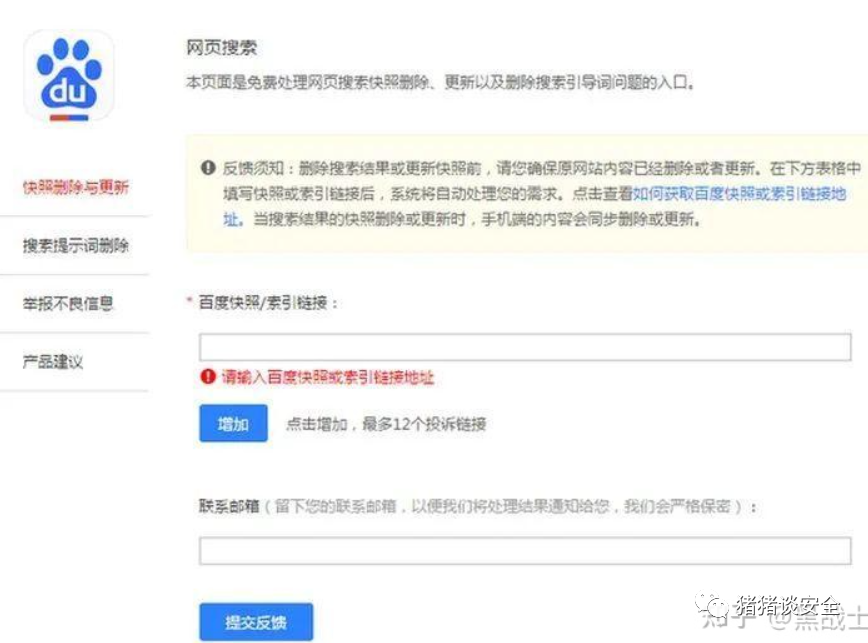 du
网页搜索
本页面是免费处理网页搜索快照删除、更新以及删除搜索引导词问题的入口。
反馈须知：删除搜索结果或更新快照前，请您确保原网站内容已经删除或者更新。在下方表格中
填写快照或索引链接后，系统将自动处理您的需求。点击查看如何获取百度快照或索引链接地
址。当搜索结果的快照删除或更新时，手机端的内容会同步删除或更新。
快照删除与更新
搜索提示词删除
举报不良信息
产品建议
* 百度快照/索引链接：
请输入百度快照或索引链接地址
增加 点击增加，最多12个投诉链接
联系邮箱（留下您的联系邮箱，以便我们将处理结果通知给您，我们会严格保密）：
提交反馈
猪猪谈安全
知乎 @黑战士